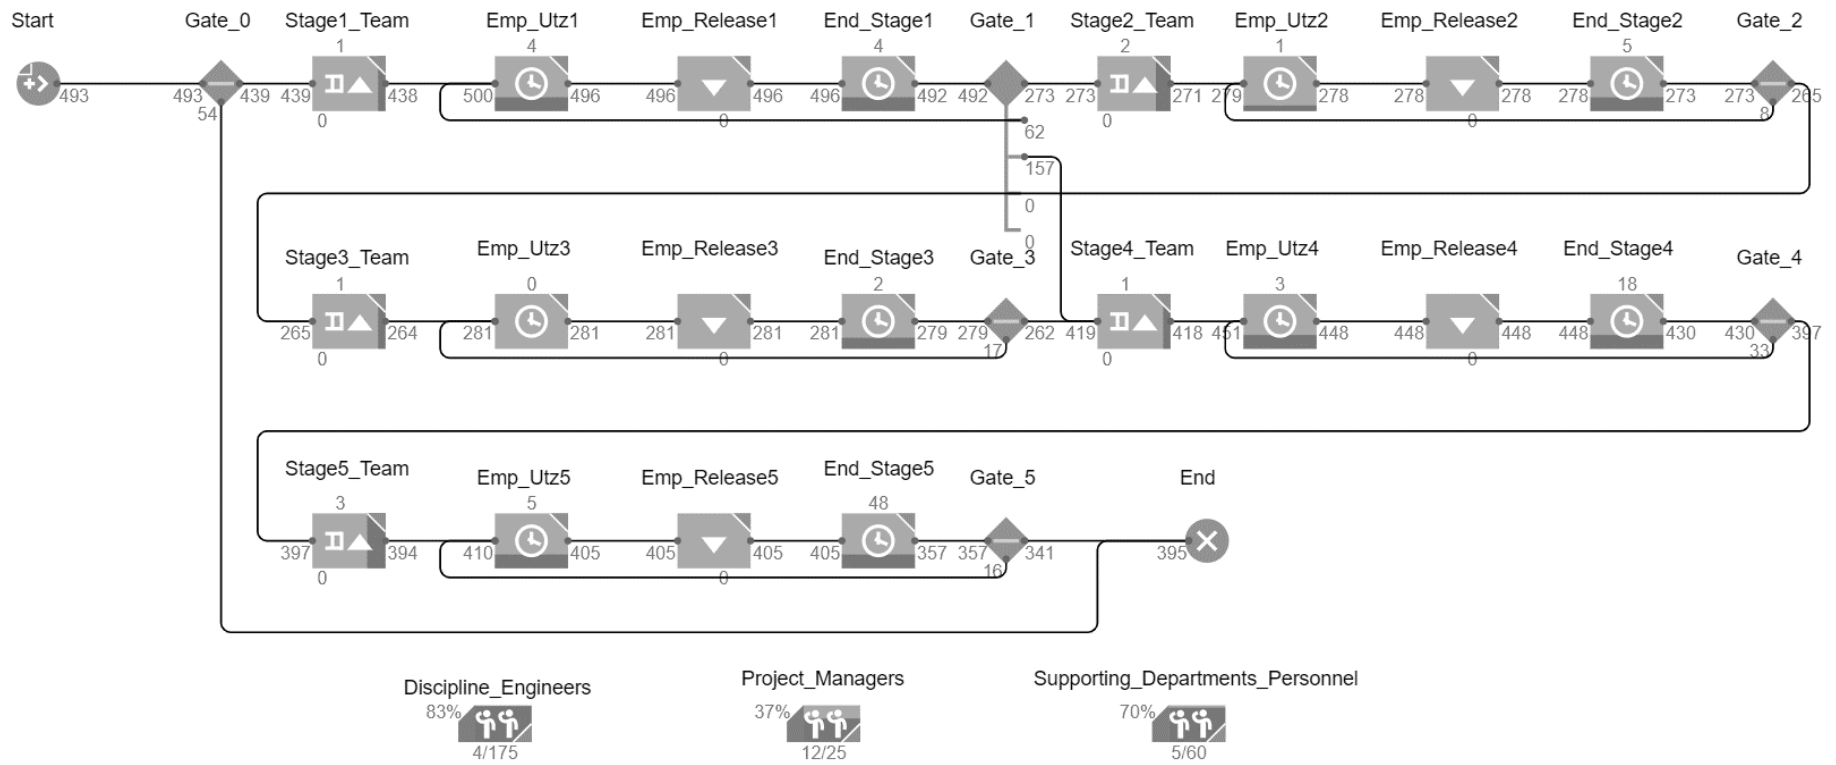 Start Gate_0 Stage1_Team Emp_Utz1 Emp_Release1 End_Stage1 Gate_1 Stage2_Team Emp_Utz2 Emp_Release2 End_Stage2 Gate_2
1 4 4 2 1 5
493 493 439 439 438 500 496 496 496 496 492 492 273 273 271 279 278 278 278 278 273 273 265
54 0 0 0 0 8
62
157
0
0
Stage3_Team Emp_Utz3 Emp_Release3 End_Stage3 Gate_3 Stage4_Team Emp_Utz4 Emp_Release4 End_Stage4 Gate_4
1 0 2 1 3 18
265 264 281 281 281 281 281 279 279 262 419 418 451 448 448 448 448 430 430 397
0 0 17 0 0 33
Stage5_Team Emp_Utz5 Emp_Release5 End_Stage5 Gate_5 End
3 5 48
397 394 410 405 405 405 405 357 357 341 395
0 0 16
Discipline_Engineers Project_Managers Supporting_Departments_Personnel
83% 37% 70%
4/175 12/25 5/60